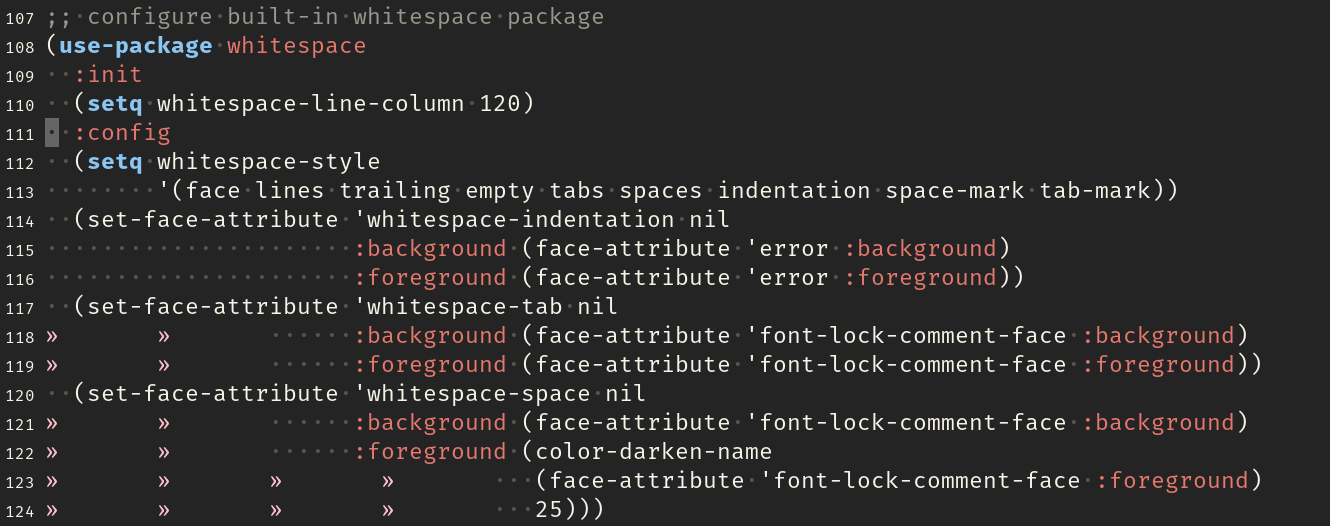 107 ;;·configure·built-in·whitespace·package
108 (use-package·whitespace
109 ··:init
110 ··(setq·whitespace-line-column·120)
111 ··:config
112 ··(setq·whitespace-style
113 ········'(face·lines·trailing·empty·tabs·spaces·indentation·space-mark·tab-mark))
114 ··(set-face-attribute·'whitespace-indentation·nil
115 ······················:background·(face-attribute·'error·:background)
116 ······················:foreground·(face-attribute·'error·:foreground))
117 ··(set-face-attribute·'whitespace-tab·nil
118 »       »       ······:background·(face-attribute·'font-lock-comment-face·:background)
119 »       »       ······:foreground·(face-attribute·'font-lock-comment-face·:foreground))
120 ··(set-face-attribute·'whitespace-space·nil
121 »       »       ······:background·(face-attribute·'font-lock-comment-face·:background)
122 »       »       ······:foreground·(color-darken-name
123 »       »       »       »       ···(face-attribute·'font-lock-comment-face·:foreground)
124 »       »       »       »       ···25)))